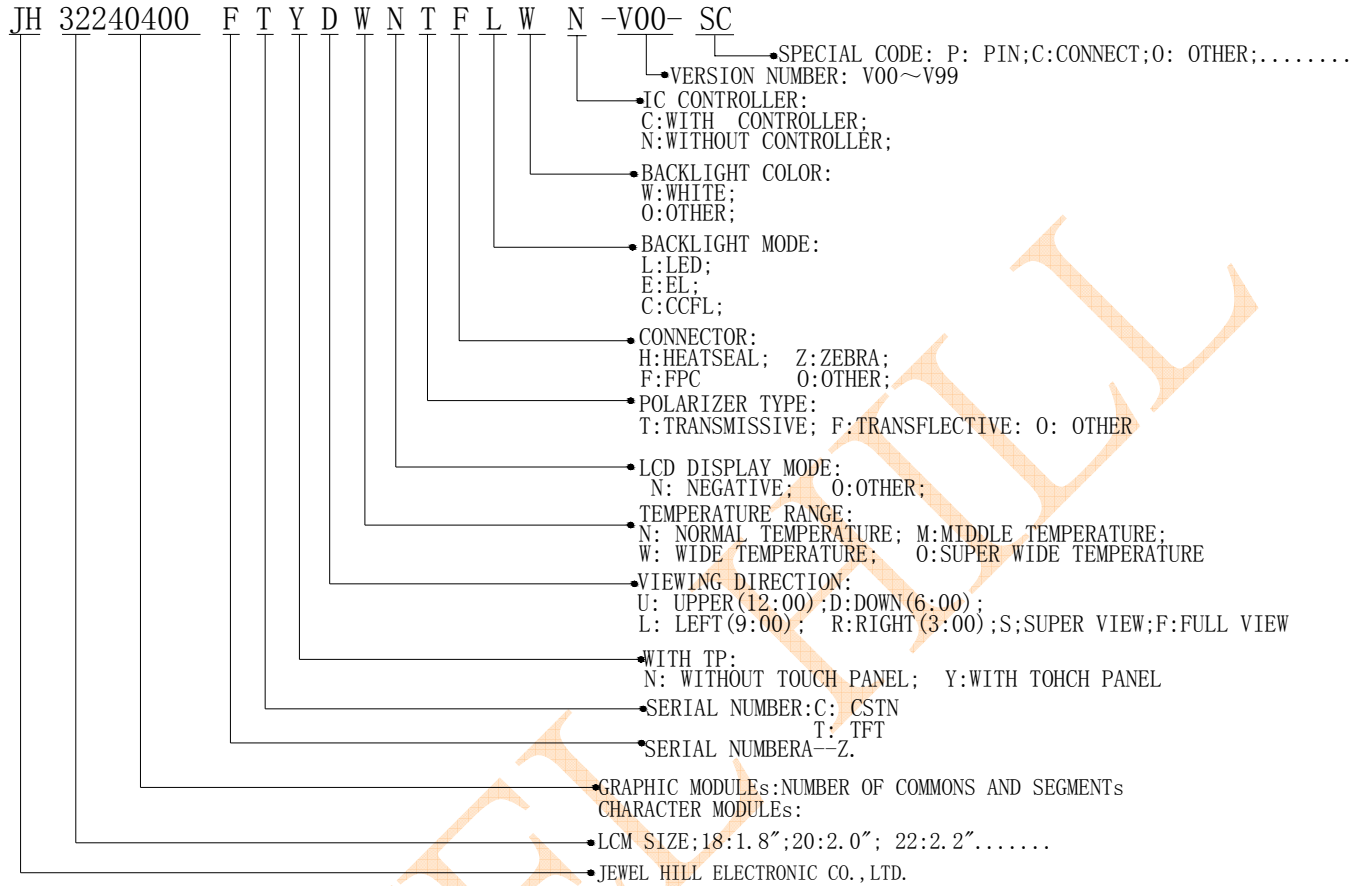 JH 32240400 F T Y D W N T F L W N -V00- SC
SPECIAL CODE: P: PIN;C:CONNECT;O: OTHER;........
VERSION NUMBER: V00～V99
IC CONTROLLER:
C:WITH CONTROLLER;
N:WITHOUT CONTROLLER;
BACKLIGHT COLOR:
W:WHITE;
O:OTHER;
BACKLIGHT MODE:
L:LED;
E:EL;
C:CCFL;
CONNECTOR:
H:HEATSEAL; Z:ZEBRA;
F:FPC O:OTHER;
POLARIZER TYPE:
T:TRANSMISSIVE; F:TRANSFLECTIVE: O: OTHER
LCD DISPLAY MODE:
N: NEGATIVE; O:OTHER;
TEMPERATURE RANGE:
N: NORMAL TEMPERATURE; M:MIDDLE TEMPERATURE;
W: WIDE TEMPERATURE; O:SUPER WIDE TEMPERATURE
VIEWING DIRECTION:
U: UPPER(12:00);D:DOWN(6:00);
L: LEFT(9:00); R:RIGHT(3:00);S;SUPER VIEW;F:FULL VIEW
WITH TP:
N: WITHOUT TOUCH PANEL; Y:WITH TOHCH PANEL
SERIAL NUMBER:C: CSTN
T: TFT
SERIAL NUMBERA--Z.
GRAPHIC MODULEs:NUMBER OF COMMONS AND SEGMENTs
CHARACTER MODULEs:
LCM SIZE;18:1.8″;20:2.0″; 22:2.2″.......
JEWEL HILL ELECTRONIC CO.,LTD.
EL HILL